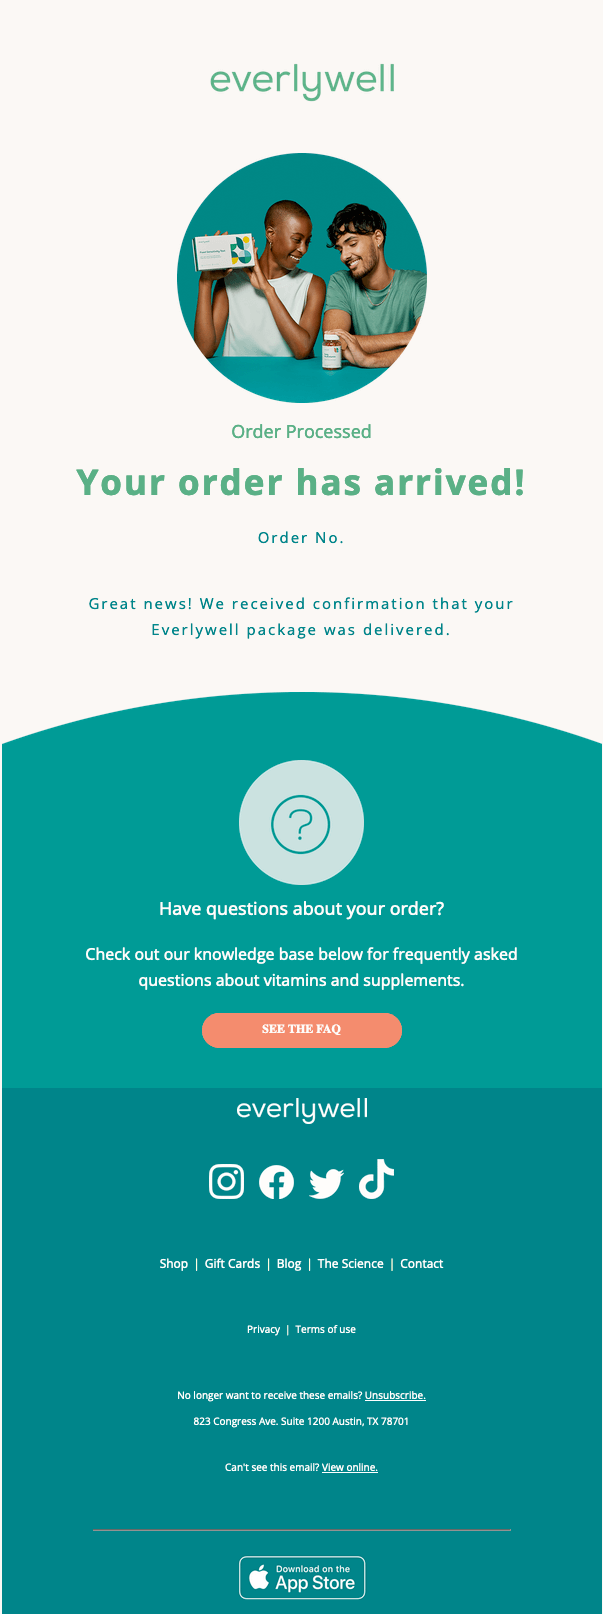 everlywell
Order Processed
Your order has arrived!
Order No.
Great news! We received confirmation that your
Everlywell package was delivered.
?
Have questions about your order?
Check out our knowledge base below for frequently asked
questions about vitamins and supplements.
SEE THE FAQ
everlywell
Shop | Gift Cards | Blog | The Science | Contact
Privacy | Terms of use
No longer want to receive these emails? Unsubscribe.
823 Congress Ave. Suite 1200 Austin, TX 78701
Can't see this email? View online.
Download on the
App Store